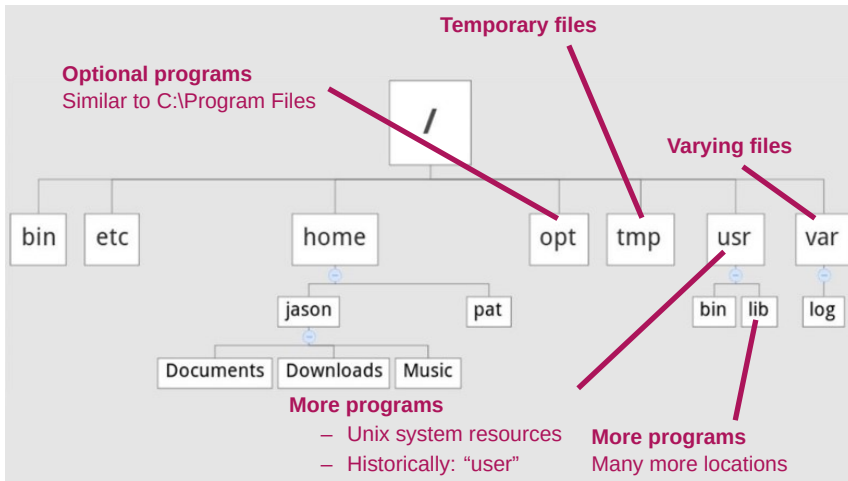 Temporary files
Optional programs
Similar to C:\Program Files
/
Varying files
bin
etc
home
opt
tmp
usr
var
jason
pat
bin
lib
log
Documents
Downloads
Music
More programs
– Unix system resources
– Historically: “user”
More programs
Many more locations